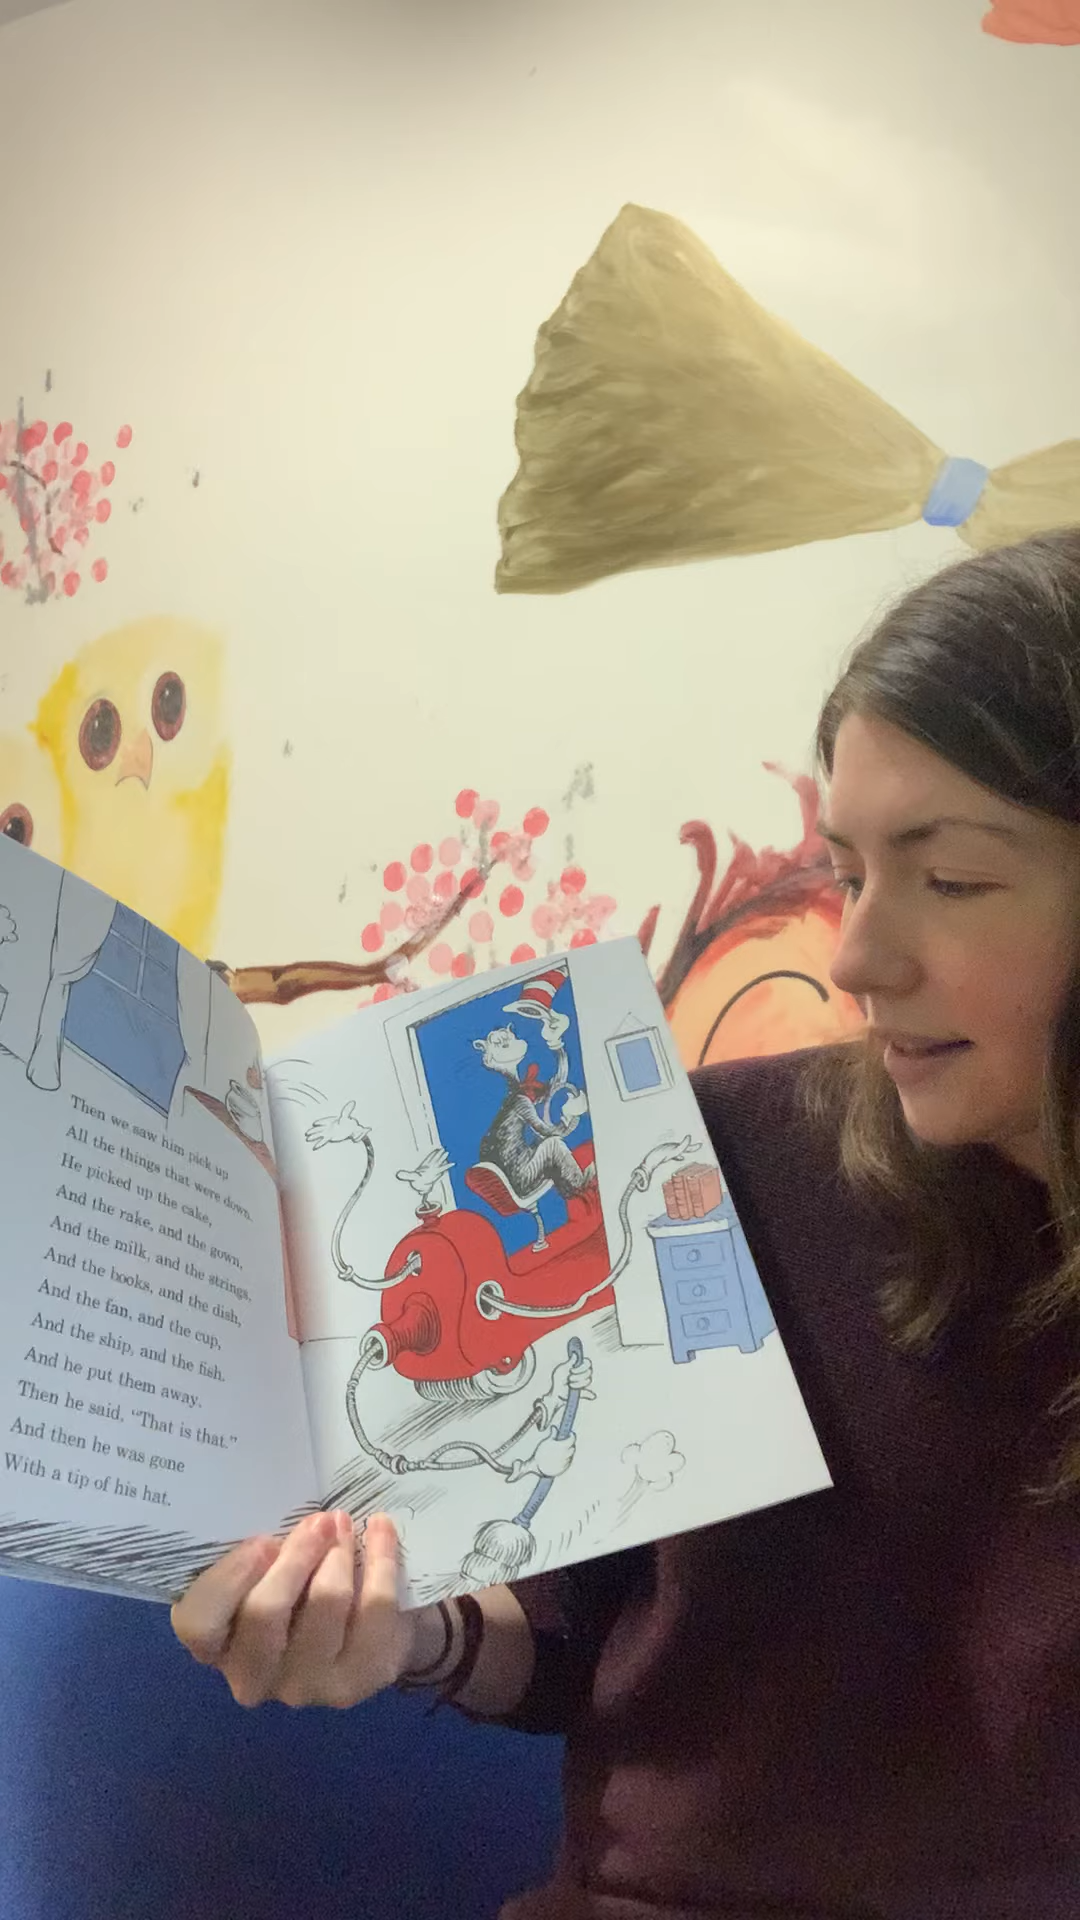 Then we saw him pick up
All the things that were down.
He picked up the cake,
And the rake, and the gown,
And the milk, and the strings,
And the books, and the dish,
And the fan, and the cup,
And the ship, and the fish.
And he put them away.
Then he said, “That is that.”
And then he was gone
With a tip of his hat.